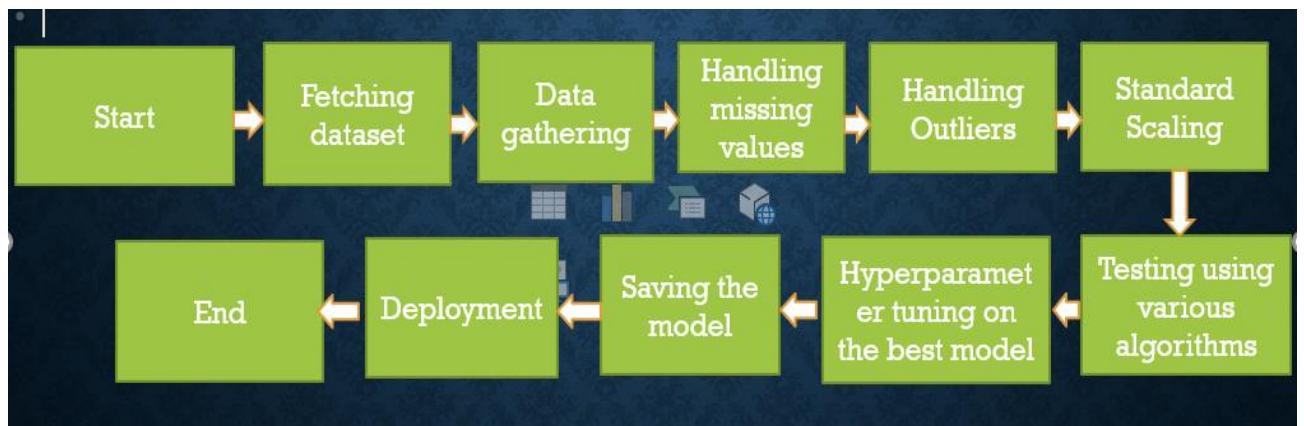 Start
Fetching
dataset
Data
gathering
Handling
missing
values
Handling
Outliers
Standard
Scaling
Testing using
various
algorithms
Hyperparamet
er tuning on
the best model
Saving the
model
Deployment
End